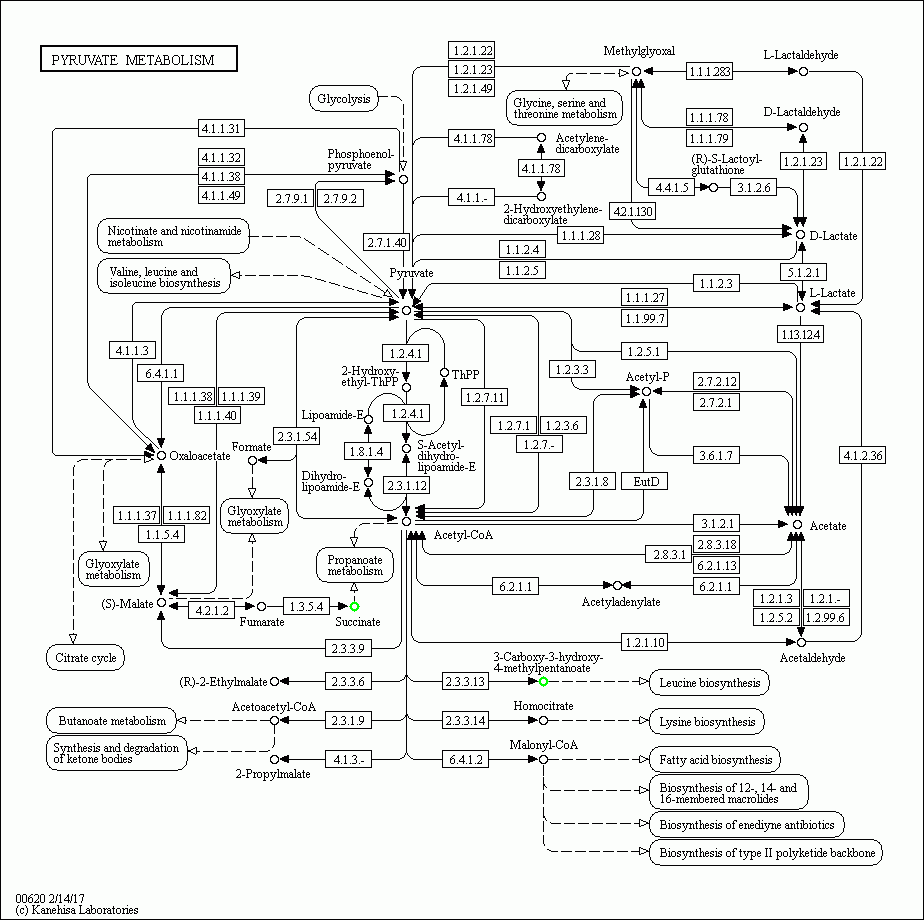 PYRUVATE METABOLISM
1.2.1.22
1.2.1.23
1.2.1.49
Methylglyoxal
1.1.1.283
L-Lactaldehyde
Glycolysis
Glycine, serine and
threonine metabolism
1.1.1.78
1.1.1.79
D-Lactaldehyde
4.1.1.31
4.1.1.32
4.1.1.38
4.1.1.49
Phosphoenol-
pyruvate
4.1.1.78
Acetylene-
dicarboxylate
4.1.1.78
(R)-S-Lactoyl-
glutathione
1.2.1.23
1.2.1.22
2.7.9.1
2.7.9.2
4.1.1.-
2-Hydroxyethylene-
dicarboxylate
4.4.1.5
3.1.2.6
4.2.1.130
Nicotinate and nicotinamide
metabolism
2.7.1.40
1.1.1.28
D-Lactate
1.1.2.4
1.1.2.5
Valine, leucine and
isoleucine biosynthesis
Pyruvate
5.1.2.1
1.1.2.3
L-Lactate
1.1.1.27
1.1.99.7
1.13.12.4
4.1.1.3
6.4.1.1
1.2.4.1
1.2.5.1
2-Hydroxy-
ethyl-ThPP
ThPP
1.2.3.3
Acetyl-P
2.7.2.12
2.7.2.1
1.1.1.38
1.1.1.39
1.1.1.40
1.2.7.11
Lipoamide-E
1.2.4.1
1.2.7.1
1.2.3.6
1.2.7.-
2.3.1.54
Formate
Oxaloacetate
1.8.1.4
S-Acetyl-
dihydro-
lipoamide-E
3.6.1.7
4.1.2.36
Dihydro-
lipoamide-E
2.3.1.12
2.3.1.8
EutD
Glyoxylate
metabolism
1.1.1.37
1.1.1.82
1.1.5.4
Acetyl-CoA
3.1.2.1
Acetate
Glyoxylate
metabolism
Propanoate
metabolism
2.8.3.1
2.8.3.18
6.2.1.13
6.2.1.1
6.2.1.1
Acetyladenylate
(S)-Malate
4.2.1.2
Fumarate
1.3.5.4
Succinate
1.2.1.3
1.2.1.-
1.2.5.2
1.2.99.6
Citrate cycle
2.3.3.9
1.2.1.10
Acetaldehyde
(R)-2-Ethylmalate
2.3.3.6
2.3.3.13
3-Carboxy-3-hydroxy-
4-methylpentanoate
Leucine biosynthesis
Butanoate metabolism
Acetoacetyl-CoA
2.3.1.9
2.3.3.14
Homocitrate
Lysine biosynthesis
Synthesis and degradation
of ketone bodies
2-Propylmalate
4.1.3.-
6.4.1.2
Malonyl-CoA
Fatty acid biosynthesis
Biosynthesis of 12-, 14- and
16-membered macrolides
Biosynthesis of enediyne antibiotics
Biosynthesis of type II polyketide backbone
00620 2/14/17
(c) Kanehisa Laboratories